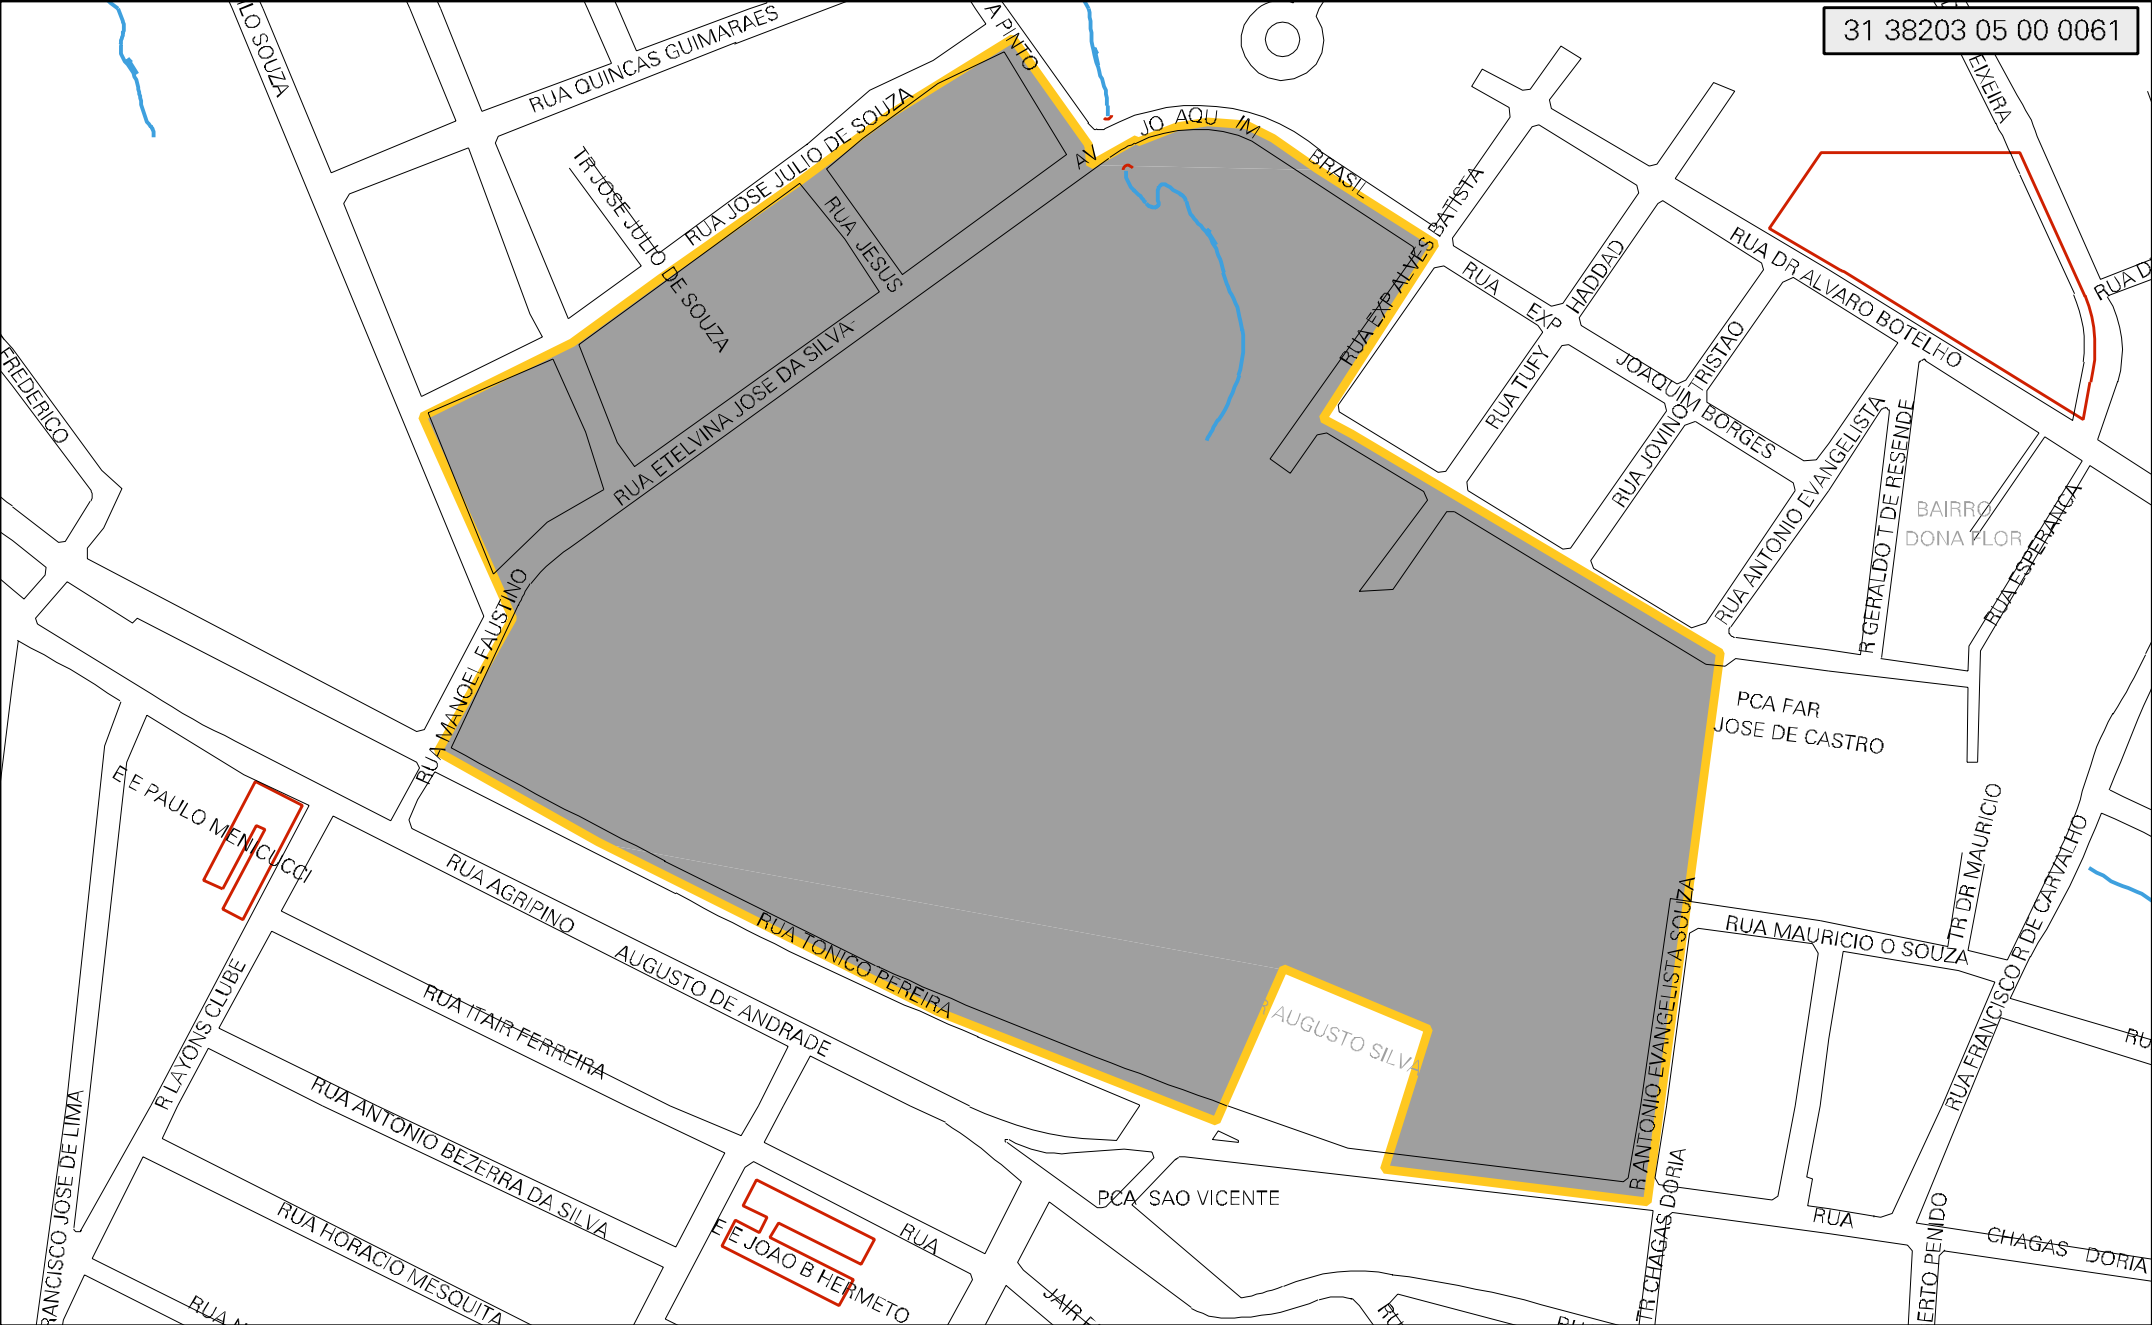 31 38203 05 00 0061
LO SOUZA
RUA QUINCAS GUIMARAES
A PINTO
EIXEIRA
RUA JOSE JULIO DE SOUZA
TR JOSE JULIO DE SOUZA
AV JOAQUIM BRASIL
RUA JESUS
RUA EXP ALVES BATISTA
RUA EXP JOAQUIM BORGES
RUA TUFY HADDAD
RUA DR ALVARO BOTELHO
RUA D
FREDERICO
RUA ETELVINA JOSE DA SILVA
RUA JOVINO TRISTAO
RUA ANTONIO EVANGELISTA
R GERALDO T DE RESENDE
BAIRRO
DONA FLOR
RUA ESPERANCA
RUA MANOEL FAUSTINO
PCA FAR
JOSE DE CASTRO
E E PAULO MENICUCCI
RUA AGRIPINO AUGUSTO DE ANDRADE
RUA TONICO PEREIRA
TR DR MAURICIO
RUA MAURICIO O SOUZA
RUA FRANCISCO R DE CARVALHO
R ANTONIO EVANGELISTA SOUZA
R AUGUSTO SILVA
R LAYONS CLUBE
RUA ITAIR FERREIRA
RU
RUA ANTONIO BEZERRA DA SILVA
RANCISCO JOSE DE LIMA
PCA SAO VICENTE
TR CHAGAS DORIA
RUA CHAGAS DORIA
ERTO PENIDO
RUA HORACIO MESQUITA
RUA
E E JOAO B HERMETO
JAIR
RUA